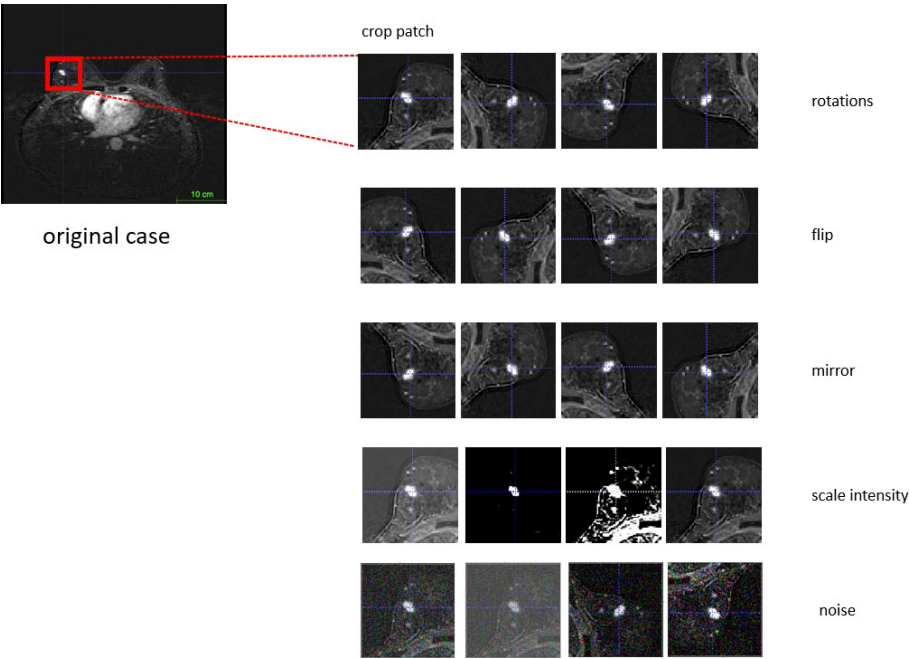 crop patch
rotations
10 cm
original case
flip
mirror
scale intensity
noise